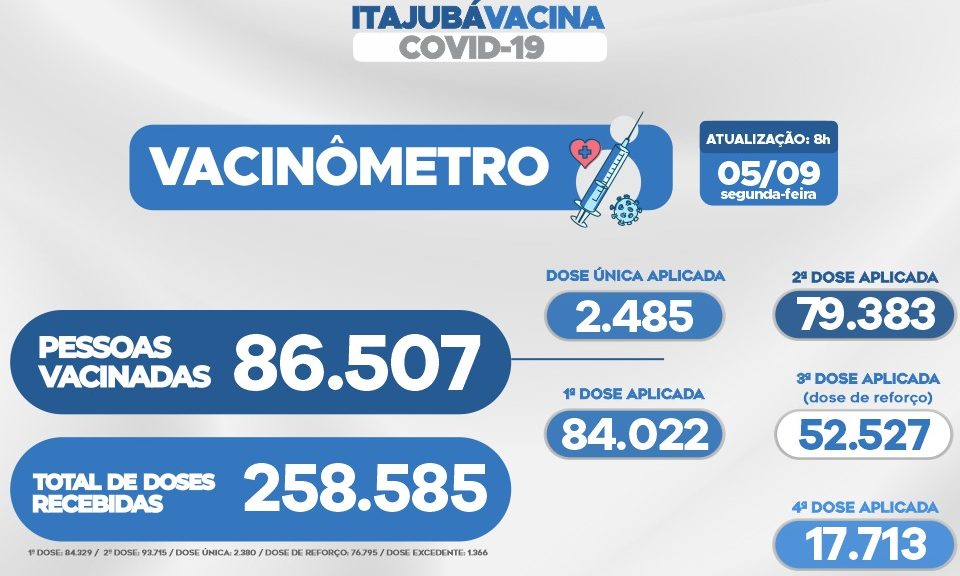 ITAJUBÁVACINA
COVID-19
VACINÔMETRO
ATUALIZAÇÃO: 8h
05/09
segunda-feira
PESSOAS
VACINADAS
86.507
DOSE ÚNICA APLICADA
2.485
1ª DOSE APLICADA
84.022
2ª DOSE APLICADA
79.383
3ª DOSE APLICADA
(dose de reforço)
52.527
4ª DOSE APLICADA
17.713
TOTAL DE DOSES
RECEBIDAS
258.585
1ª DOSE: 84.329 / 2ª DOSE: 93.715 / DOSE ÚNICA: 2.380 / DOSE DE REFORÇO: 76.795 / DOSE EXCEDENTE: 1.366